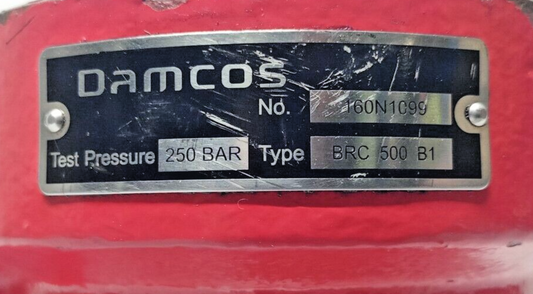 DAMCOS
No. 160N1099
Test Pressure 250 BAR Type BRC 500 B1